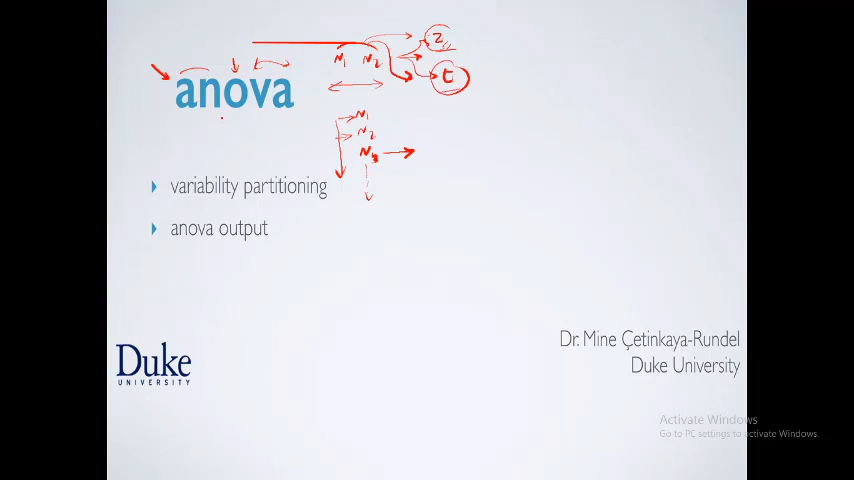 Z
N1 N2
t
anova
N1
N2
N3
variability partitioning
anova output
Duke
UNIVERSITY
Dr. Mine Çetinkaya-Rundel
Duke University
Activate Windows
Go to PC settings to activate Windows.